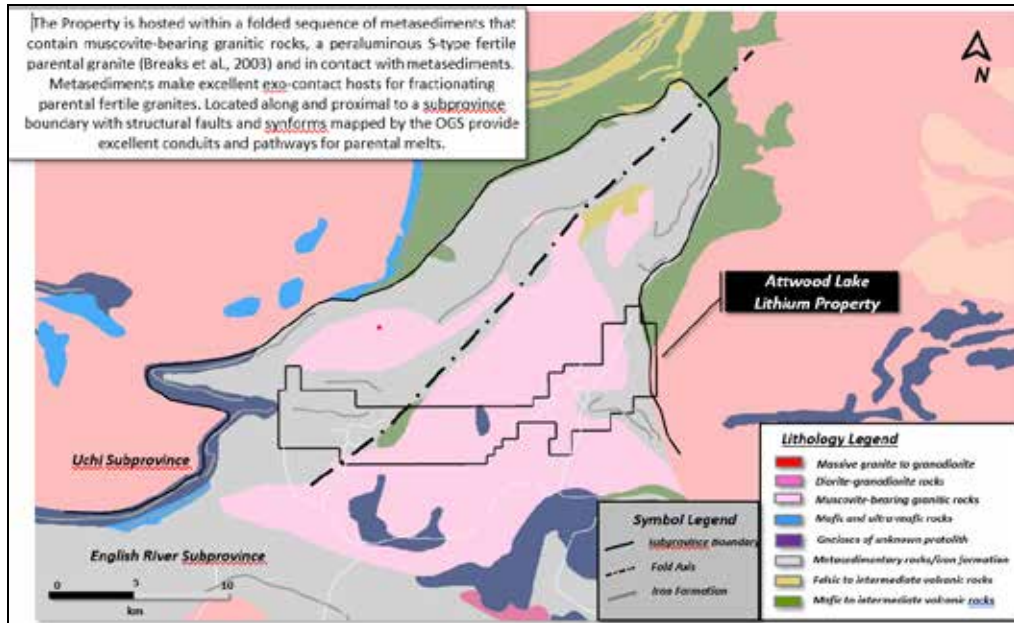 The Property is hosted within a folded sequence of metasediments that
contain muscovite-bearing granitic rocks, a peraluminous S-type fertile
parental granite (Breaks et al., 2003) and in contact with metasediments.
Metasediments make excellent exo-contact hosts for fractionating
parental fertile granites. Located along and proximal to a subprovince
boundary with structural faults and synforms mapped by the OGS provide
excellent conduits and pathways for parental melts.
N
Attwood Lake
Lithium Property
Uchi Subprovince
English River Subprovince
0 5 10
km
Symbol Legend
Subprovince Boundary
Fold Axis
Iron Formation
Lithology Legend
Massive granite to granodiorite
Diorite-granodiorite rocks
Muscovite-bearing granitic rocks
Mafic and ultramafic rocks
Gneisses of unknown protolith
Metasedimentary rocks/iron formation
Felsic to intermediate volcanic rocks
Mafic to intermediate volcanic rocks